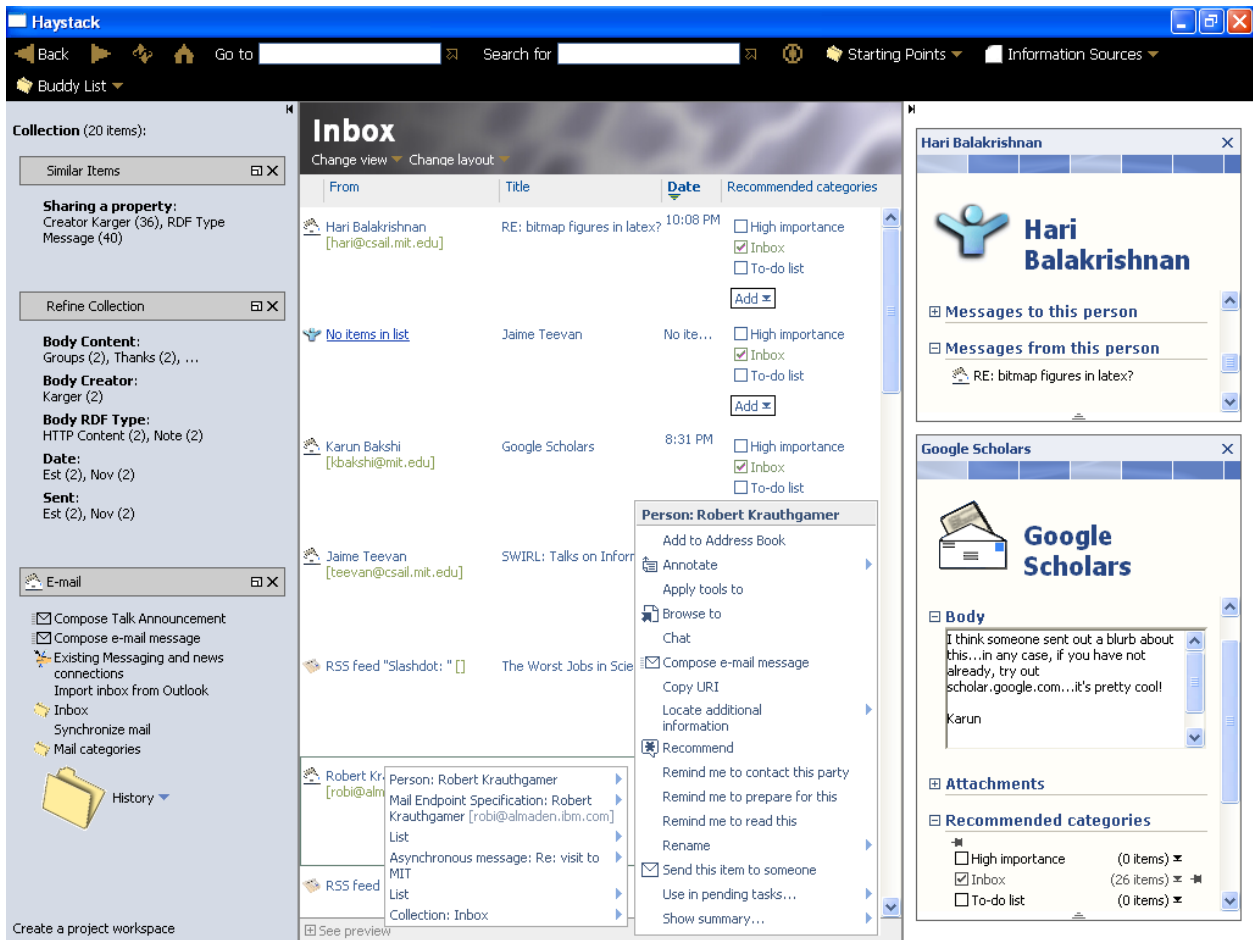 Haystack
Back
Go to
Search for
Starting Points
Information Sources
Buddy List
Collection (20 items):
Similar Items
Sharing a property:
Creator Karger (36), RDF Type
Message (40)
Refine Collection
Body Content:
Groups (2), Thanks (2), ...
Body Creator:
Karger (2)
Body RDF Type:
HTTP Content (2), Note (2)
Date:
Est (2), Nov (2)
Sent:
Est (2), Nov (2)
E-mail
Compose Talk Announcement
Compose e-mail message
Existing Messaging and news
connections
Import inbox from Outlook
Inbox
Synchronize mail
Mail categories
History
Create a project workspace
Inbox
Change view Change layout
From Title Date Recommended categories
Hari Balakrishnan RE: bitmap figures in latex? 10:08 PM High importance
[hari@csail.mit.edu] Inbox
To-do list
Add
No items in list Jaime Teevan No ite... High importance
Inbox
To-do list
Add
Karun Bakshi Google Scholars 8:31 PM High importance
[kbakshi@mit.edu] Inbox
To-do list
Jaime Teevan SWIRL: Talks on Inforr
[teevan@csail.mit.edu]
RSS feed "Slashdot: " [] The Worst Jobs in Scie
Robert Kr
[robi@alm
RSS feed
See preview
Person: Robert Krauthgamer
Mail Endpoint Specification: Robert
Krauthgamer [robi@almaden.ibm.com]
List
Asynchronous message: Re: visit to
MIT
List
Collection: Inbox
Person: Robert Krauthgamer
Add to Address Book
Annotate
Apply tools to
Browse to
Chat
Compose e-mail message
Copy URI
Locate additional
information
Recommend
Remind me to contact this party
Remind me to prepare for this
Remind me to read this
Rename
Send this item to someone
Use in pending tasks...
Show summary...
Hari Balakrishnan
Hari
Balakrishnan
Messages to this person
Messages from this person
RE: bitmap figures in latex?
Google Scholars
Google
Scholars
Body
I think someone sent out a blurb about
this...in any case, if you have not
already, try out
scholar.google.com...it's pretty cool!
Karun
Attachments
Recommended categories
High importance (0 items)
Inbox (26 items)
To-do list (0 items)